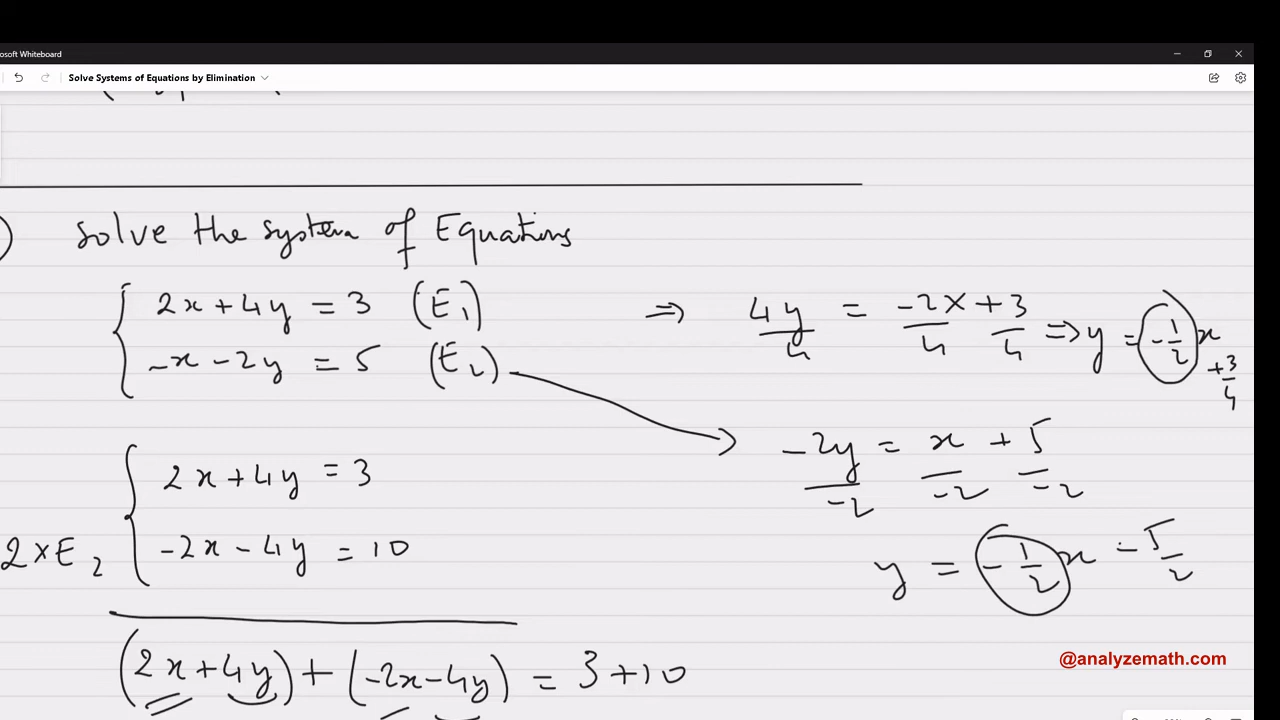 osoft Whiteboard
Solve Systems of Equations by Elimination
) Solve the system of Equations
2x + 4y = 3 (E1) ⇒ 4y/4 = -2x/4 + 3/4 ⇒ y = -1/2 x + 3/4
-x - 2y = 5 (E2)
-2y/-2 = x/-2 + 5/-2
2x + 4y = 3
2 × E2 -2x - 4y = 10
y = -1/2 x - 5/2
(2x + 4y) + (-2x - 4y) = 3 + 10
@analyzemath.com